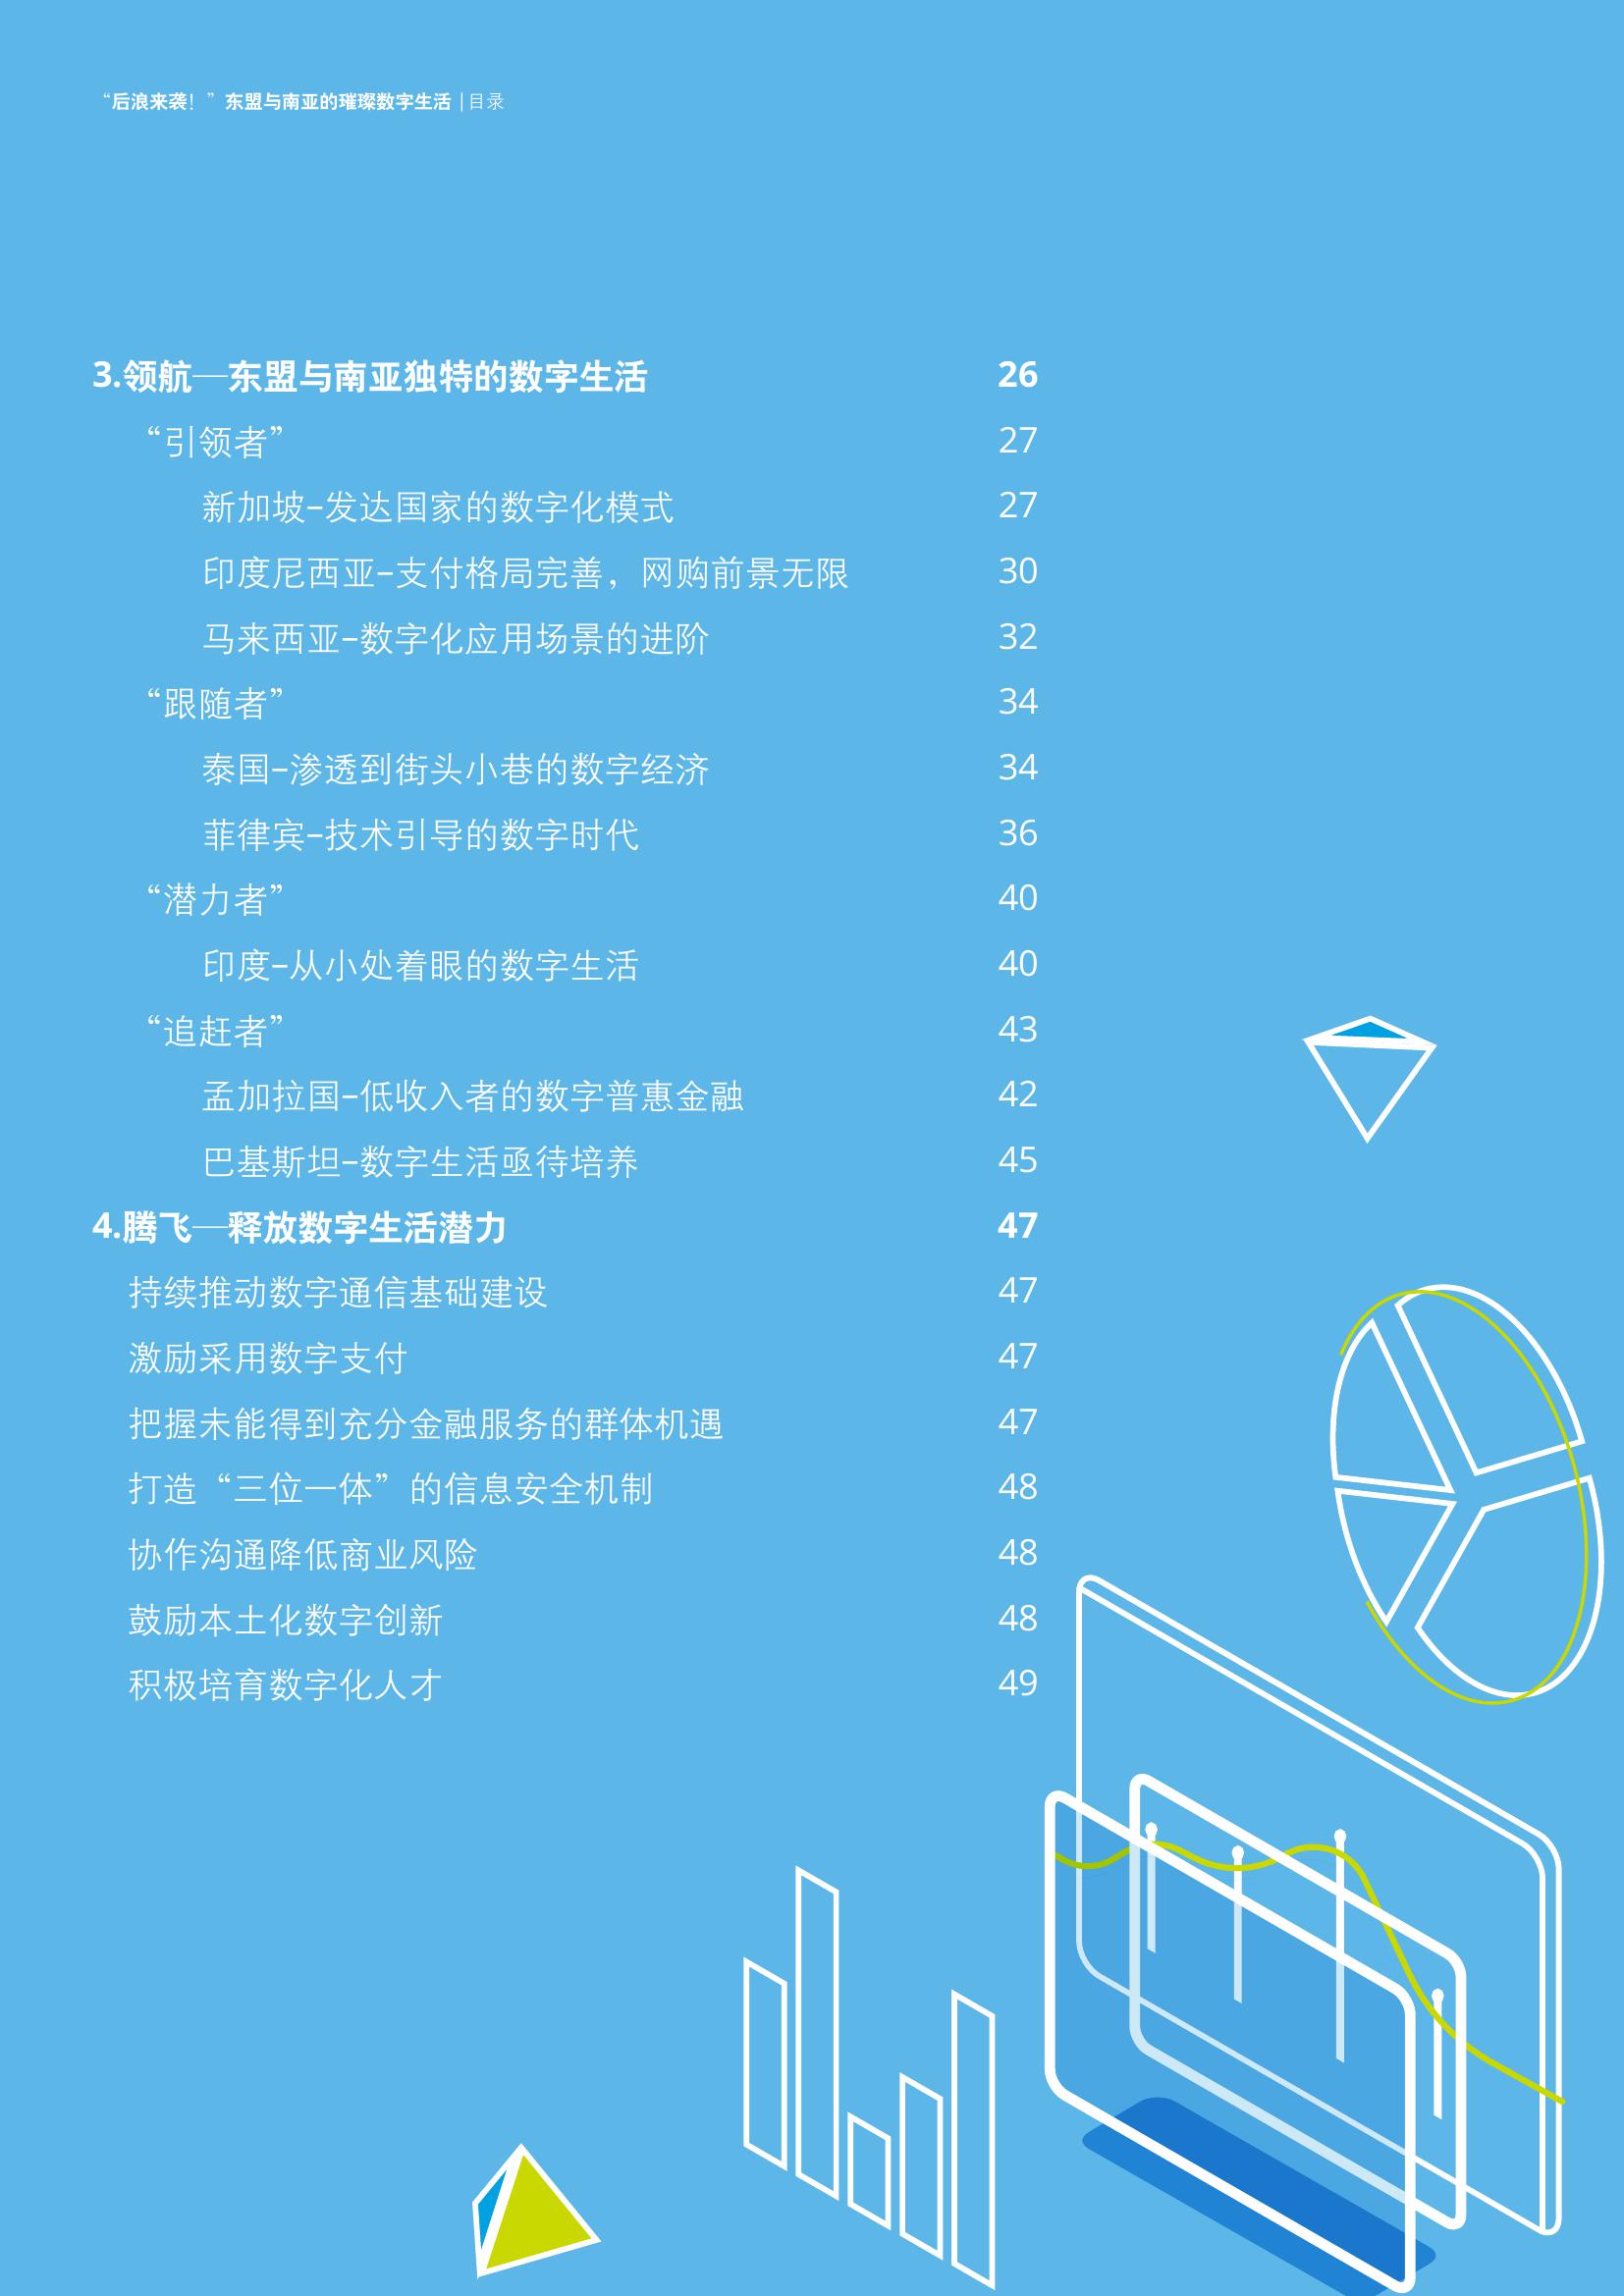 “后浪来袭！”东盟与南亚的璀璨数字生活 |目录
3.领航—东盟与南亚独特的数字生活 26
“引领者” 27
新加坡–发达国家的数字化模式 27
印度尼西亚–支付格局完善，网购前景无限 30
马来西亚–数字化应用场景的进阶 32
“跟随者” 34
泰国–渗透到街头小巷的数字经济 34
菲律宾–技术引导的数字时代 36
“潜力者” 40
印度–从小处着眼的数字生活 40
“追赶者” 43
孟加拉国–低收入者的数字普惠金融 42
巴基斯坦–数字生活亟待培养 45
4.腾飞—释放数字生活潜力 47
持续推动数字通信基础建设 47
激励采用数字支付 47
把握未能得到充分金融服务的群体机遇 47
打造“三位一体”的信息安全机制 48
协作沟通降低商业风险 48
鼓励本土化数字创新 48
积极培育数字化人才 49